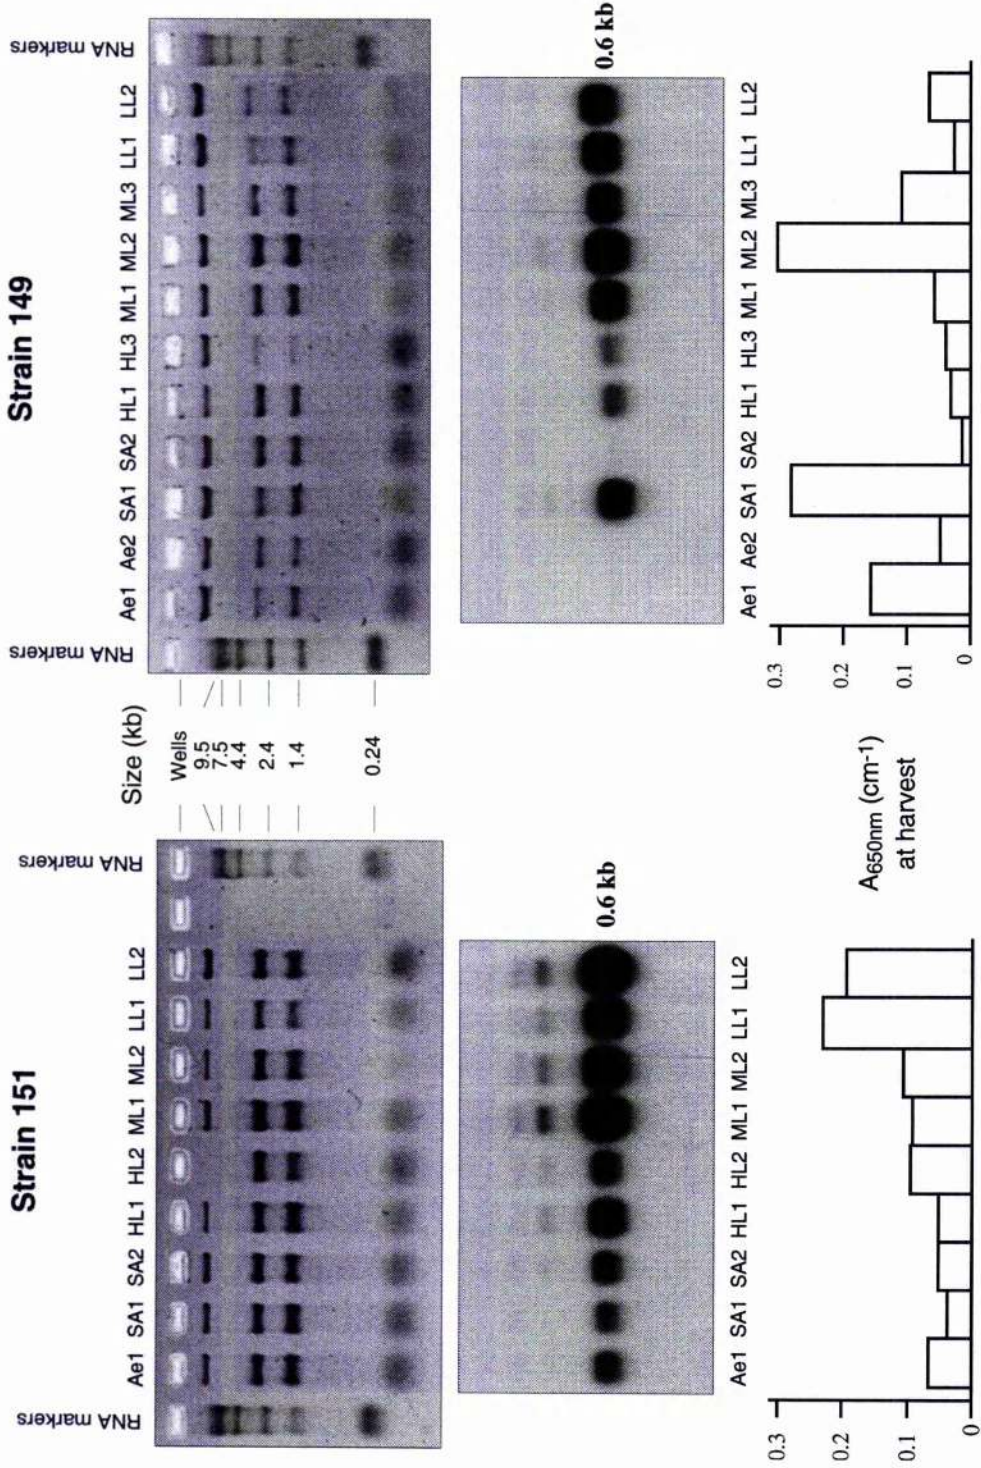 Strain 151
RNA markers Ae1 SA1 SA2 HL1 HL2 ML1 ML2 LL1 LL2 RNA markers
Size (kb)
Wells
9.5
7.5
4.4
2.4
1.4
0.24
0.6 kb
Ae1 SA1 SA2 HL1 HL2 ML1 ML2 LL1 LL2
0.3
0.2
0.1
0
A650nm (cm-1)
at harvest
Strain 149
RNA markers Ae1 Ae2 SA1 SA2 HL1 HL3 ML1 ML2 ML3 LL1 LL2 RNA markers
0.6 kb
Ae1 Ae2 SA1 SA2 HL1 HL3 ML1 ML2 ML3 LL1 LL2
0.3
0.2
0.1
0